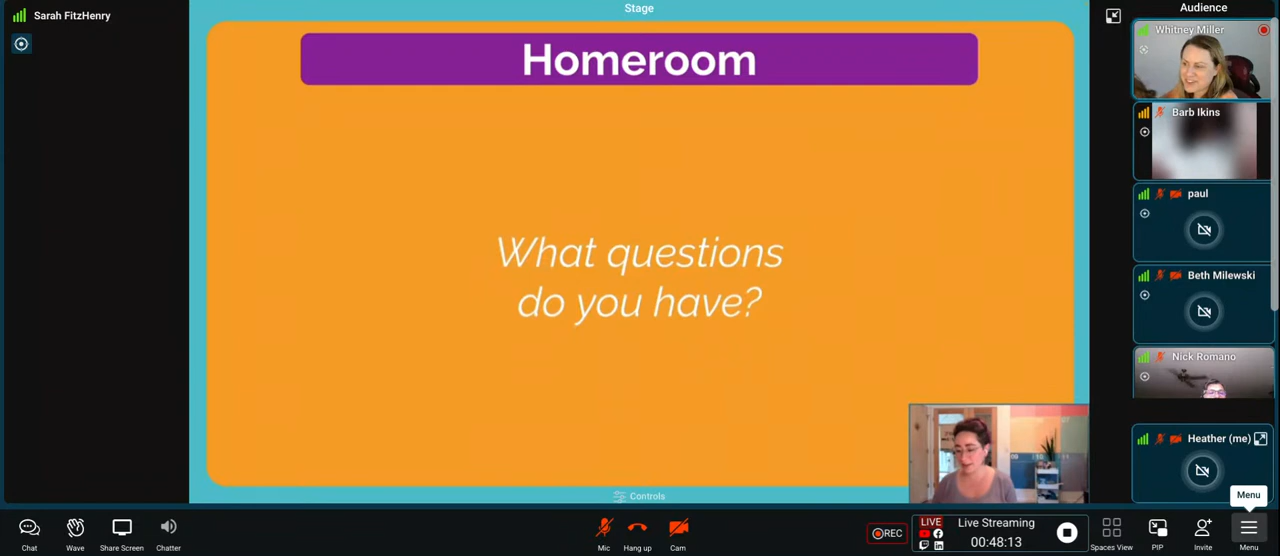 Sarah FitzHenry
Stage
Audience
Homeroom
What questions
do you have?
Whitney Miller
Barb Ikins
paul
Beth Milewski
Nick Romano
Heather (me)
Controls
Menu
Chat
Wave
Share Screen
Chatter
Mic
Hang up
Cam
REC
LIVE
Live Streaming
00:48:13
Spaces View
PIP
Invite
Menu